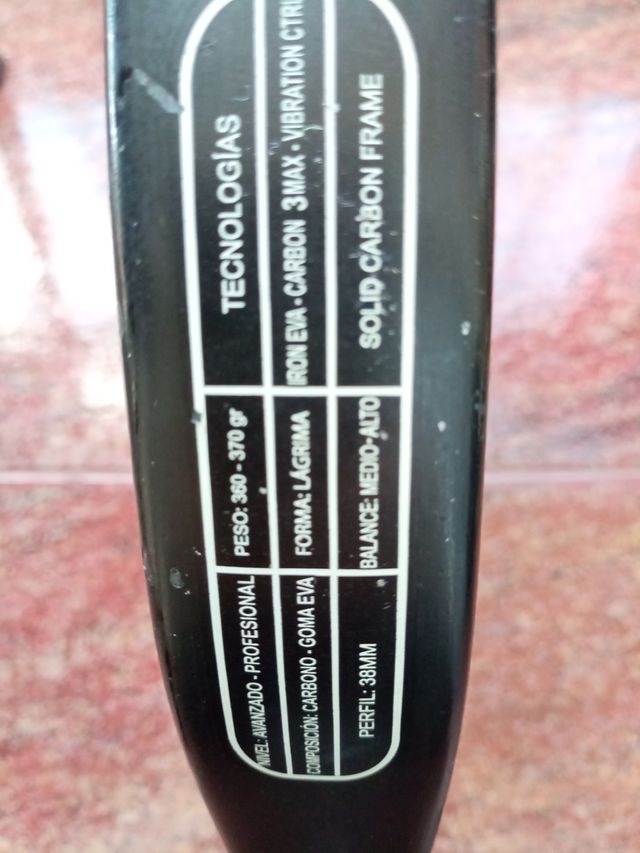 NIVEL: AVANZADO - PROFESIONAL
PESO: 360 - 370 gr
TECNOLOGÍAS
COMPOSICIÓN: CARBONO - GOMA EVA
FORMA: LÁGRIMA
IRON EVA - CARBON 3 MAX - VIBRATION CTRL
PERFIL: 38MM
BALANCE: MEDIO-ALTO
SOLID CARBON FRAME